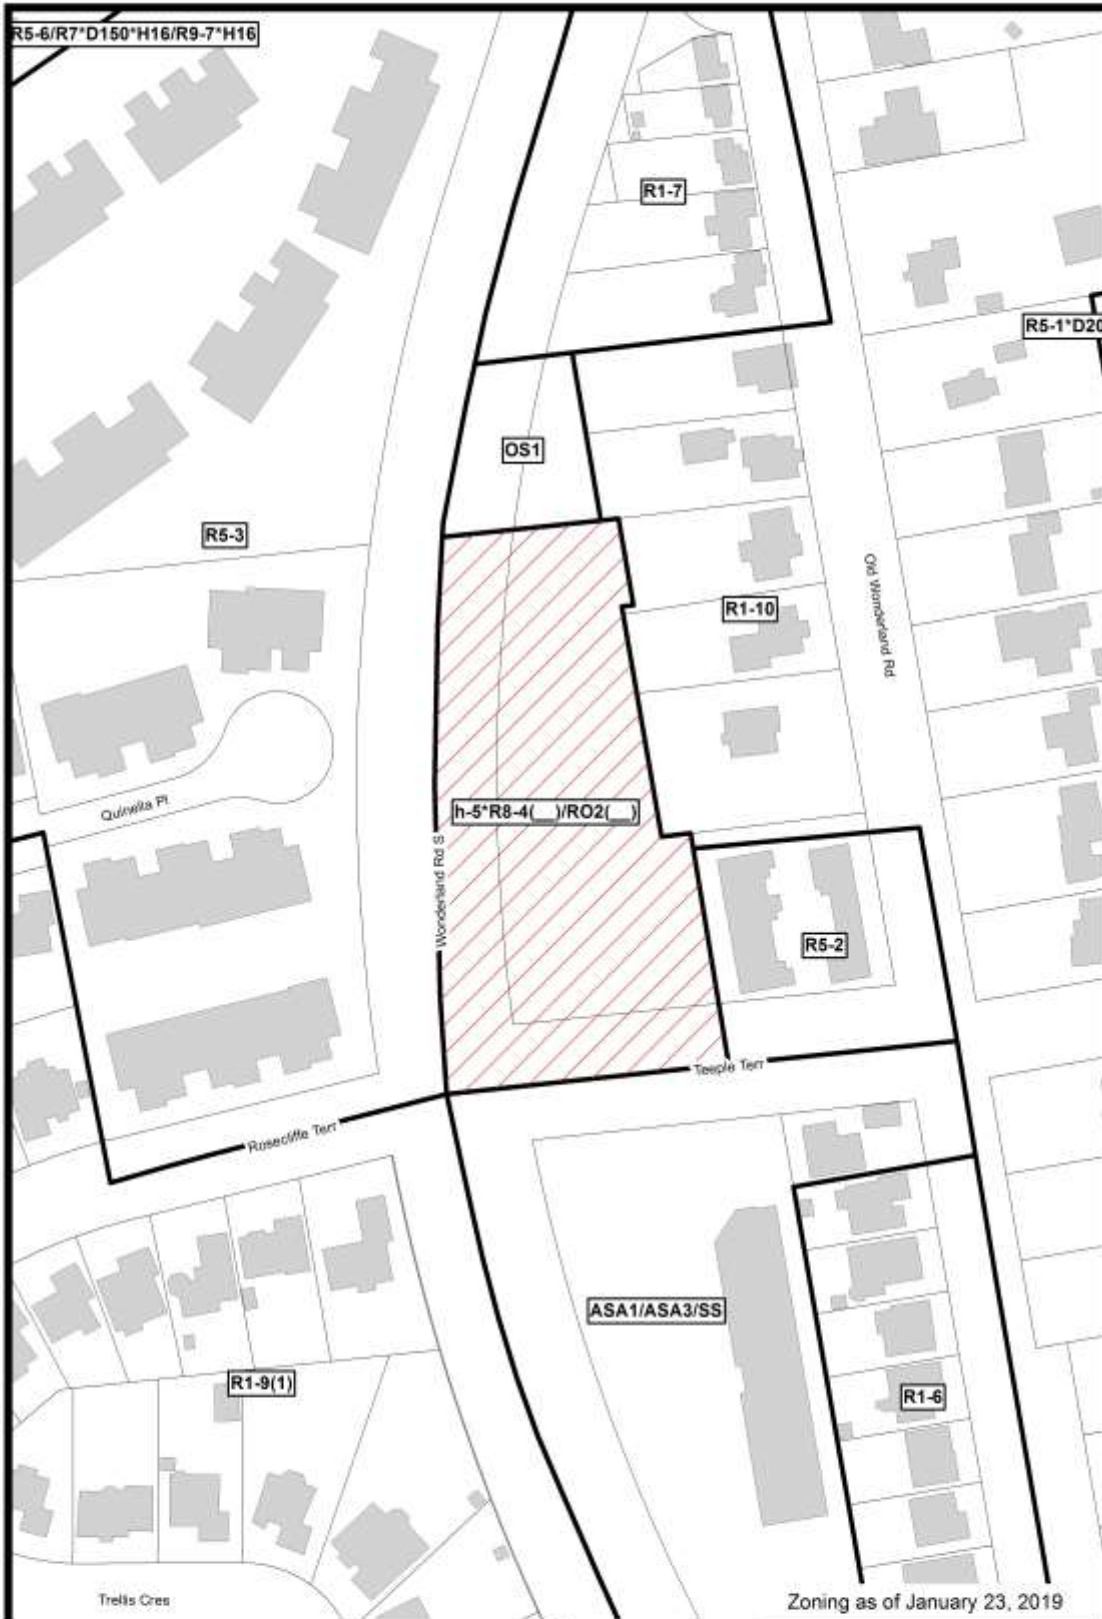 R5-6/R7*D150*H16/R9-7*H16
R1-7
R5-1*D20
OS1
R5-3
Old Wonderland Rd
R1-10
Quinella Pl
h-5*R8-4(__)/RO2(__)
Wonderland Rd S
R5-2
Teeple Terr
Rosecliffe Terr
ASA1/ASA3/SS
R1-9(1)
R1-6
Trellis Cres
Zoning as of January 23, 2019